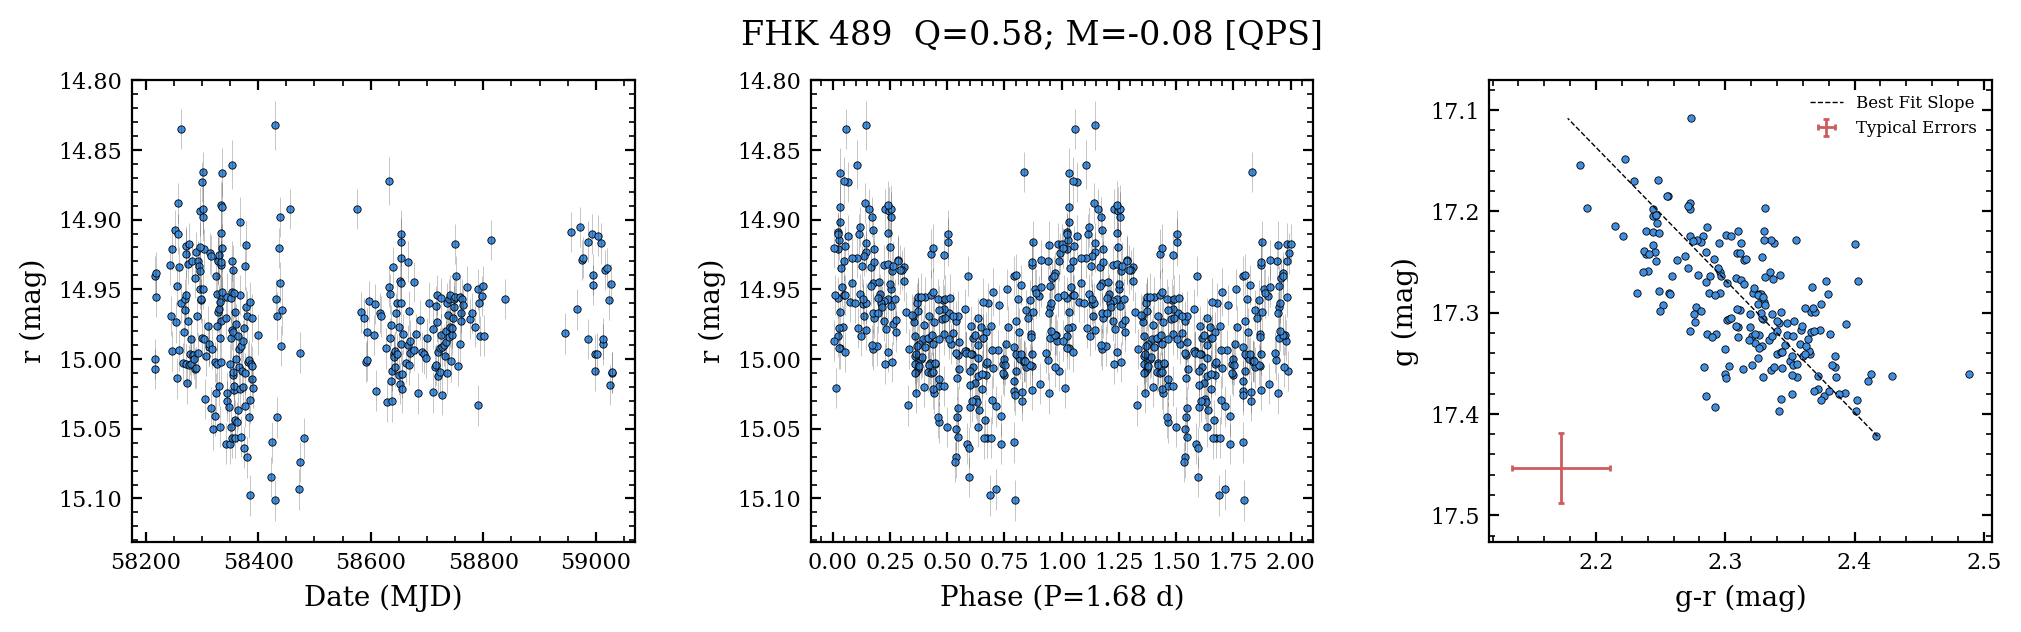 FHK 489 Q=0.58; M=-0.08 [QPS]
14.80
14.85
14.90
14.95
15.00
15.05
15.10
r (mag)
58200 58400 58600 58800 59000
Date (MJD)
14.80
14.85
14.90
14.95
15.00
15.05
15.10
r (mag)
0.00 0.25 0.50 0.75 1.00 1.25 1.50 1.75 2.00
Phase (P=1.68 d)
Best Fit Slope
Typical Errors
17.1
17.2
17.3
17.4
17.5
g (mag)
2.2 2.3 2.4 2.5
g-r (mag)